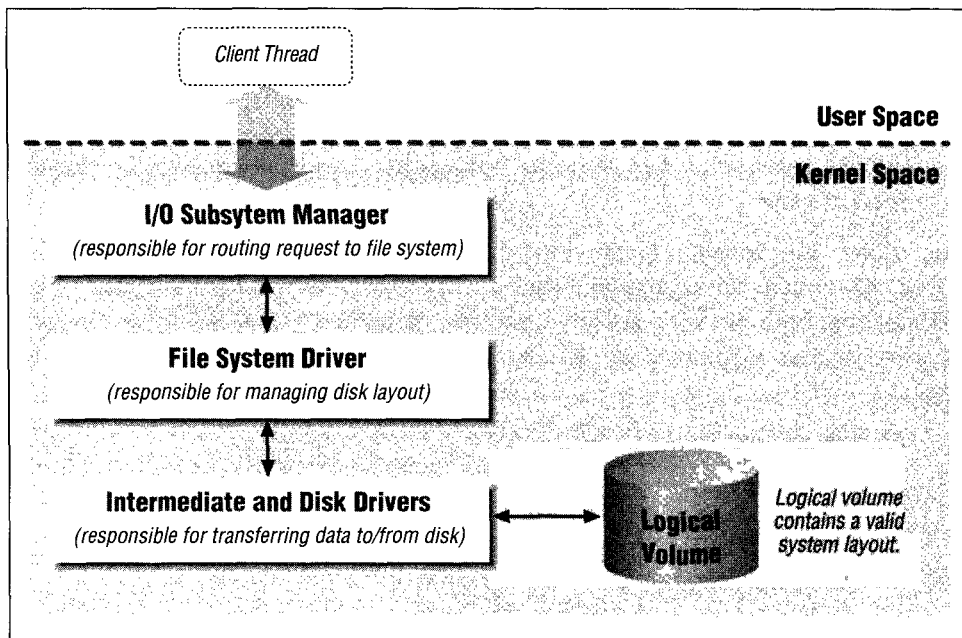 Client Thread
User Space
Kernel Space
I/O Subsytem Manager
(responsible for routing request to file system)
File System Driver
(responsible for managing disk layout)
Intermediate and Disk Drivers
(responsible for transferring data to/from disk)
Logical
Volume
Logical volume
contains a valid
system layout.